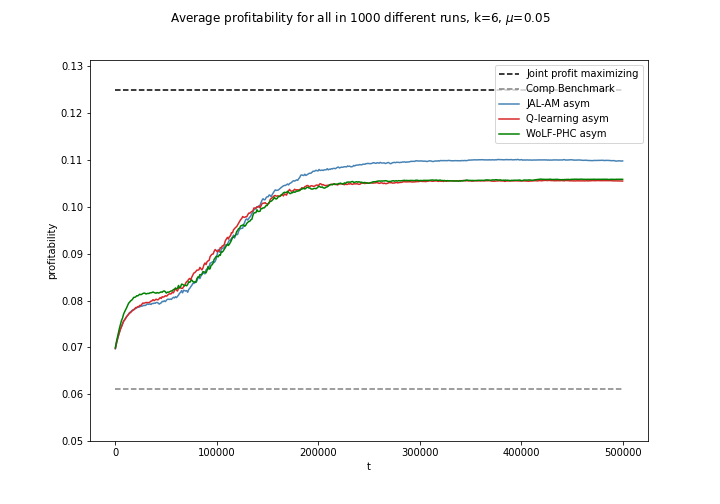 Average profitability for all in 1000 different runs, k=6, μ=0.05
0.13
0.12
0.11
0.10
0.09
0.08
0.07
0.06
0.05
profitability
Joint profit maximizing
Comp Benchmark
JAL-AM asym
Q-learning asym
WoLF-PHC asym
0 100000 200000 300000 400000 500000
t